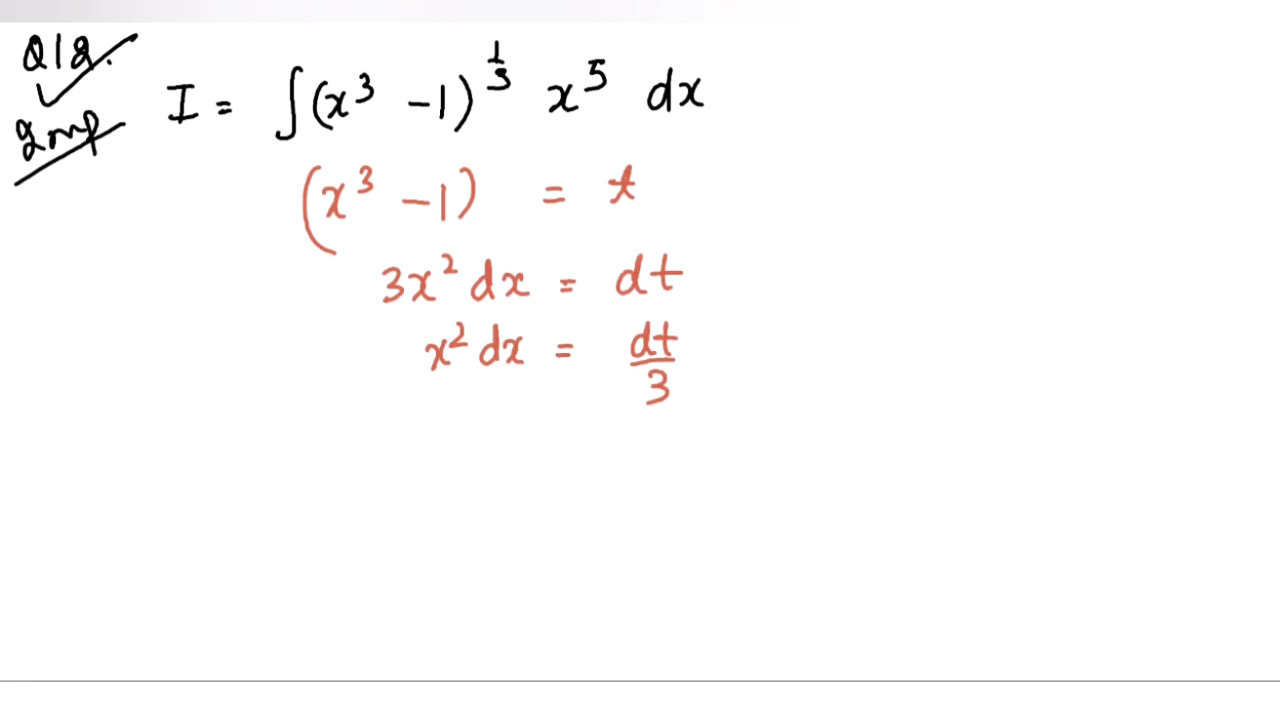 Q12.
Imp
I = ∫(x³ - 1)^{1/3} x⁵ dx
(x³ - 1) = t
3x² dx = dt
x² dx = dt/3